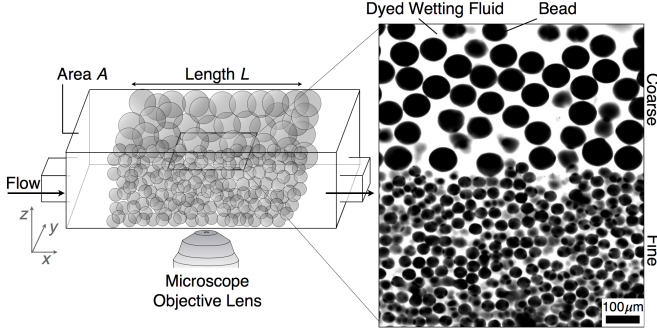 Dyed Wetting Fluid
Bead
Area A
Length L
Flow
z
y
x
Microscope
Objective Lens
Coarse
Fine
100μm